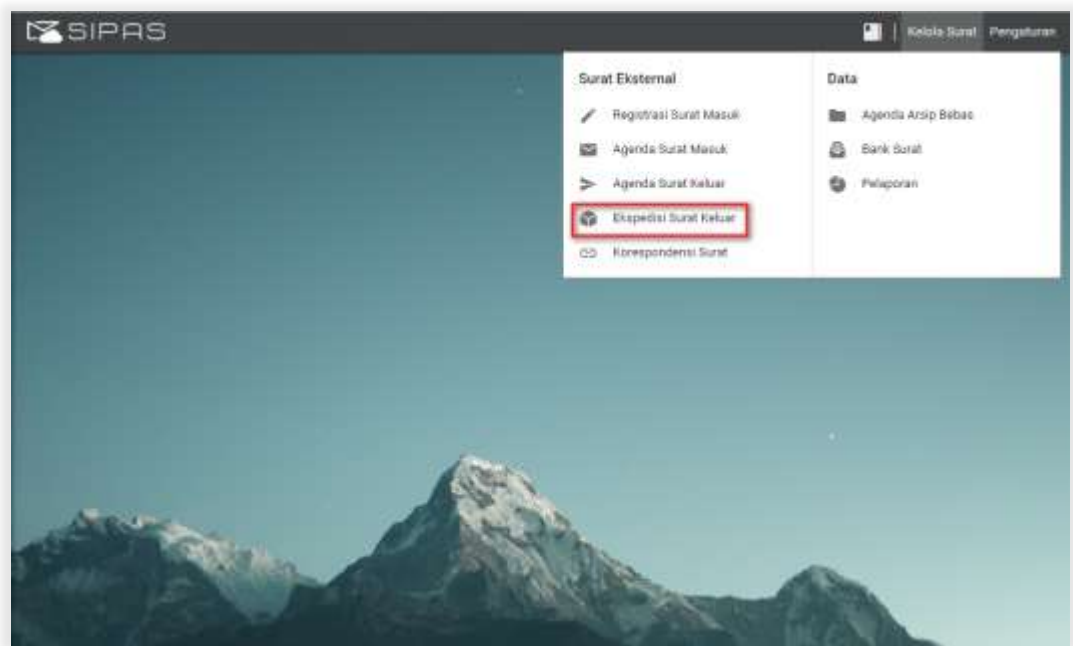 SIPAS
Kelola Surat
Pengaturan
Surat Eksternal
Registrasi Surat Masuk
Agenda Surat Masuk
Agenda Surat Keluar
Ekspedisi Surat Keluar
Korespondensi Surat
Data
Agenda Arsip Bebas
Bank Surat
Pelaporan